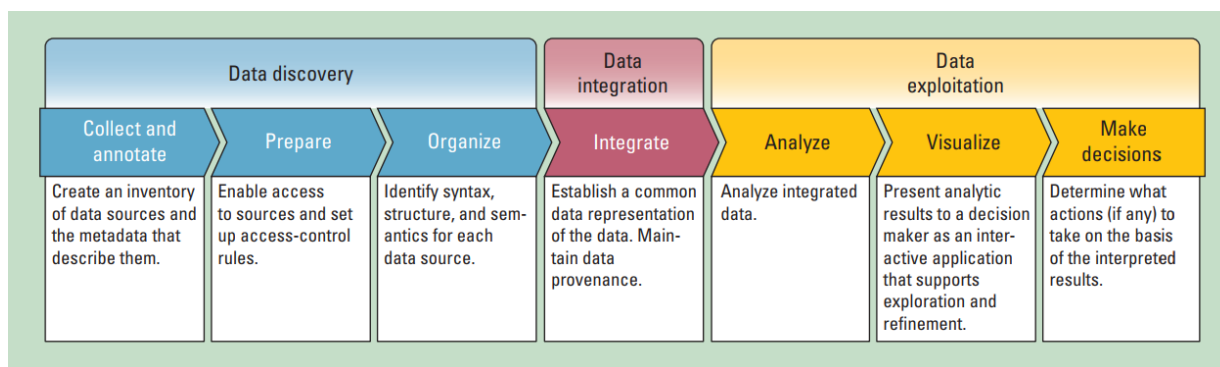 Data discovery
Data
integration
Data
exploitation
Collect and
annotate
Prepare
Organize
Integrate
Analyze
Visualize
Make
decisions
Create an inventory
of data sources and
the metadata that
describe them.
Enable access
to sources and set
up access-control
rules.
Identify syntax,
structure, and sem-
antics for each
data source.
Establish a common
data representation
of the data. Main-
tain data
provenance.
Analyze integrated
data.
Present analytic
results to a decision
maker as an inter-
active application
that supports
exploration and
refinement.
Determine what
actions (if any) to
take on the basis
of the interpreted
results.